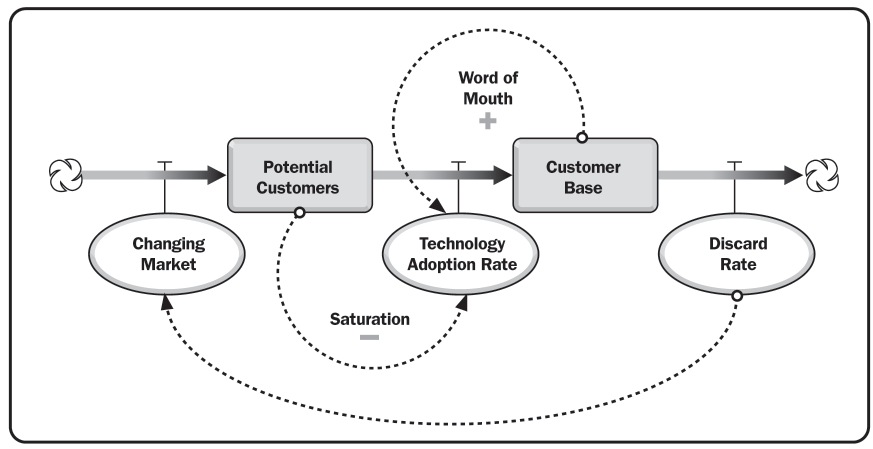 Word of
Mouth
+
Potential
Customers
Customer
Base
Changing
Market
Technology
Adoption Rate
Discard
Rate
Saturation
−